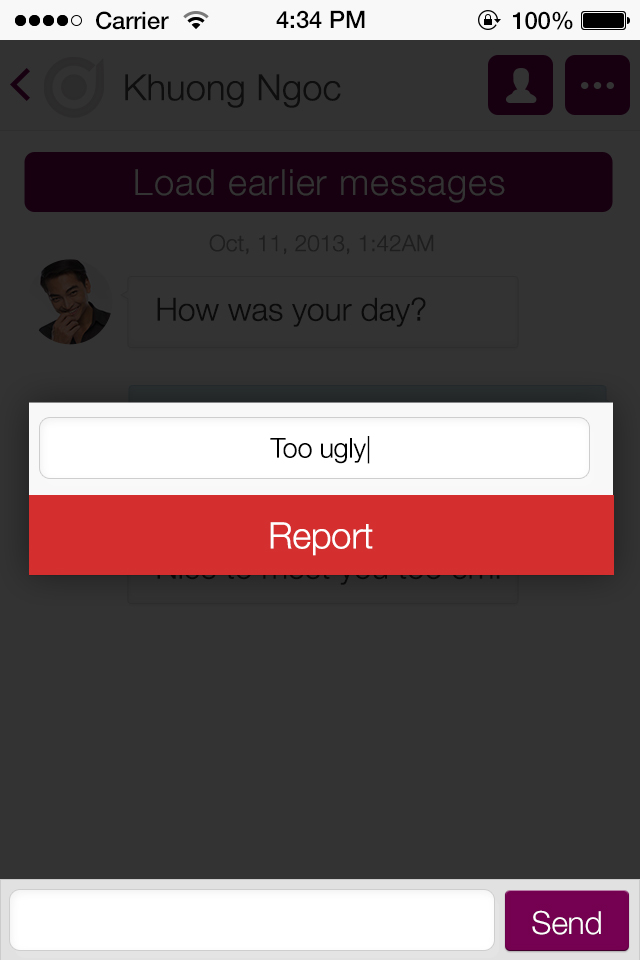 Carrier 4:34 PM 100%
Khuong Ngoc
Load earlier messages
Oct, 11, 2013, 1:42AM
How was your day?
Too ugly
Report
Send